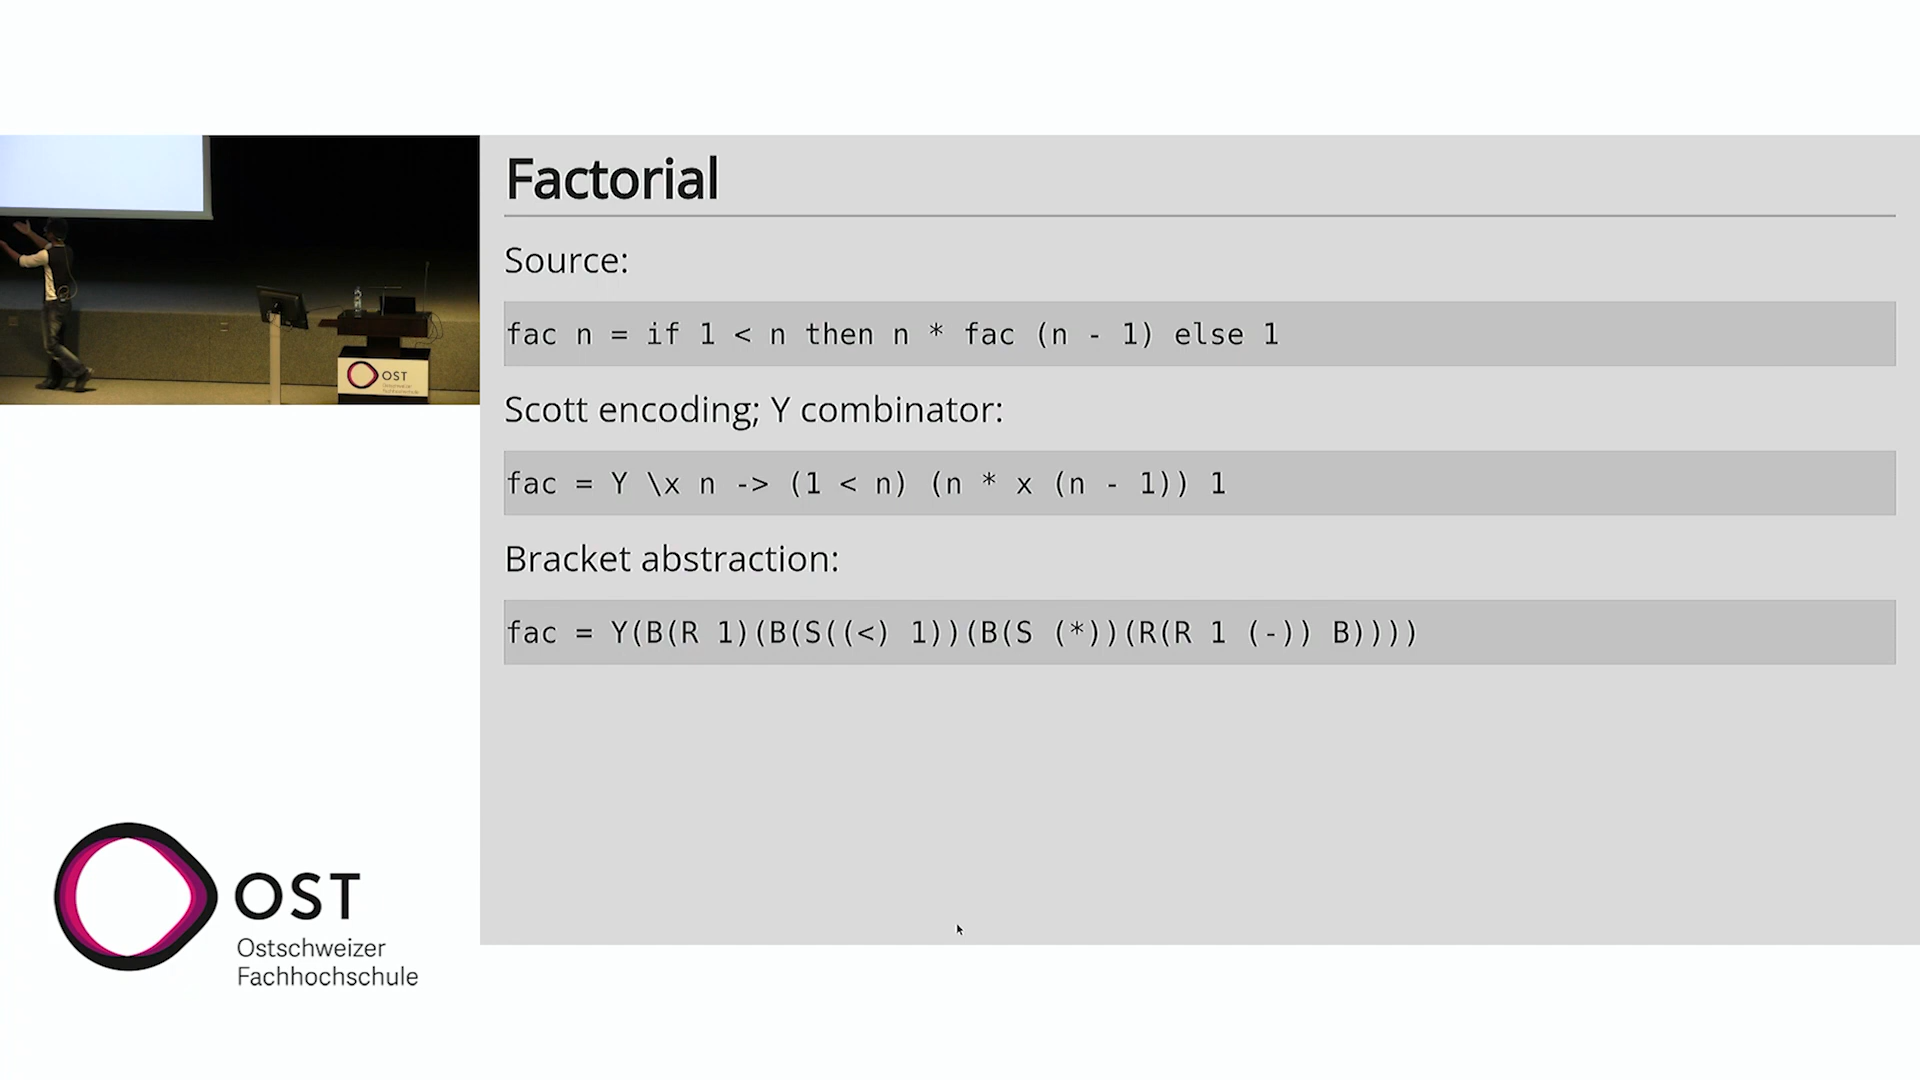 Factorial
Source:
fac n = if 1 < n then n * fac (n - 1) else 1
Scott encoding; Y combinator:
fac = Y \x n -> (1 < n) (n * x (n - 1)) 1
Bracket abstraction:
fac = Y(B(R 1)(B(S((<) 1))(B(S (*))(R(R 1 (-)) B))))
OST
OST
Ostschweizer
Fachhochschule